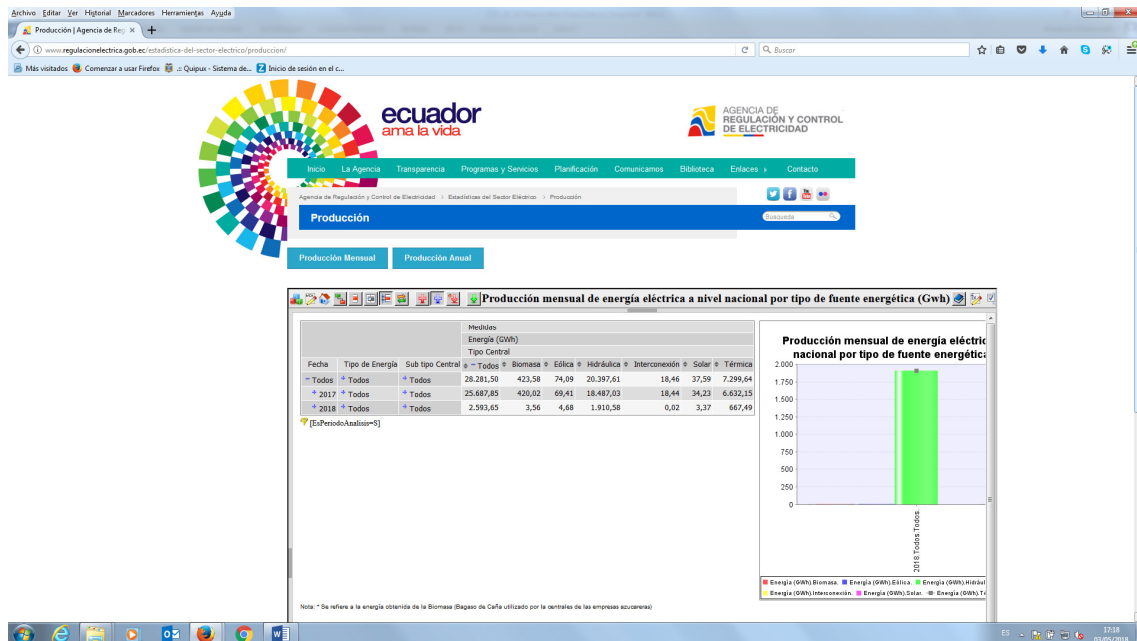 Archivo Editar Ver Historial Marcadores Herramientas Ayuda
Producción | Agencia de Re
www.regulacionelectrica.gob.ec/estadistica-del-sector-electrico/produccion/
Buscar
Más visitados Comenzar a usar Firefox .:: Quipux - Sistema de... Inicio de sesión en el c...
ecuador
ama la vida
AGENCIA DE
REGULACIÓN Y CONTROL
DE ELECTRICIDAD
Inicio La Agencia Transparencia Programas y Servicios Planificación Comunicamos Biblioteca Enlaces Contacto
Agencia de Regulación y Control de Electricidad Estadísticas del Sector Eléctrico Producción
Producción
Busqueda
Producción Mensual Producción Anual
Producción mensual de energía eléctrica a nivel nacional por tipo de fuente energética (Gwh)
Medidas
Energía (GWh)
Tipo Central
Fecha Tipo de Energía Sub tipo Central Todos Biomasa Eólica Hidráulica Interconexión Solar Térmica
Todos Todos Todos 28.281,50 423,58 74,09 20.397,61 18,46 37,59 7.299,64
2017 Todos Todos 25.687,85 420,02 69,41 18.487,03 18,44 34,23 6.632,15
2018 Todos Todos 2.593,65 3,56 4,68 1.910,58 0,02 3,37 667,49
[EsPeriodoAnalisis=S]
Producción mensual de energía eléctric
nacional por tipo de fuente energétic
2.000
1.750
1.500
1.250
1.000
750
500
250
0
2018.Todos.Todos.
Energía (GWh).Biomasa. Energía (GWh).Eólica. Energía (GWh).Hidrául
Energía (GWh).Interconexión. Energía (GWh).Solar. Energía (GWh).Té
Nota: * Se refiere a la energía obtenida de la Biomasa (Bagaso de Caña utilizado por la centrales de las empresas azucareras)
ES
17:18
01/05/2018